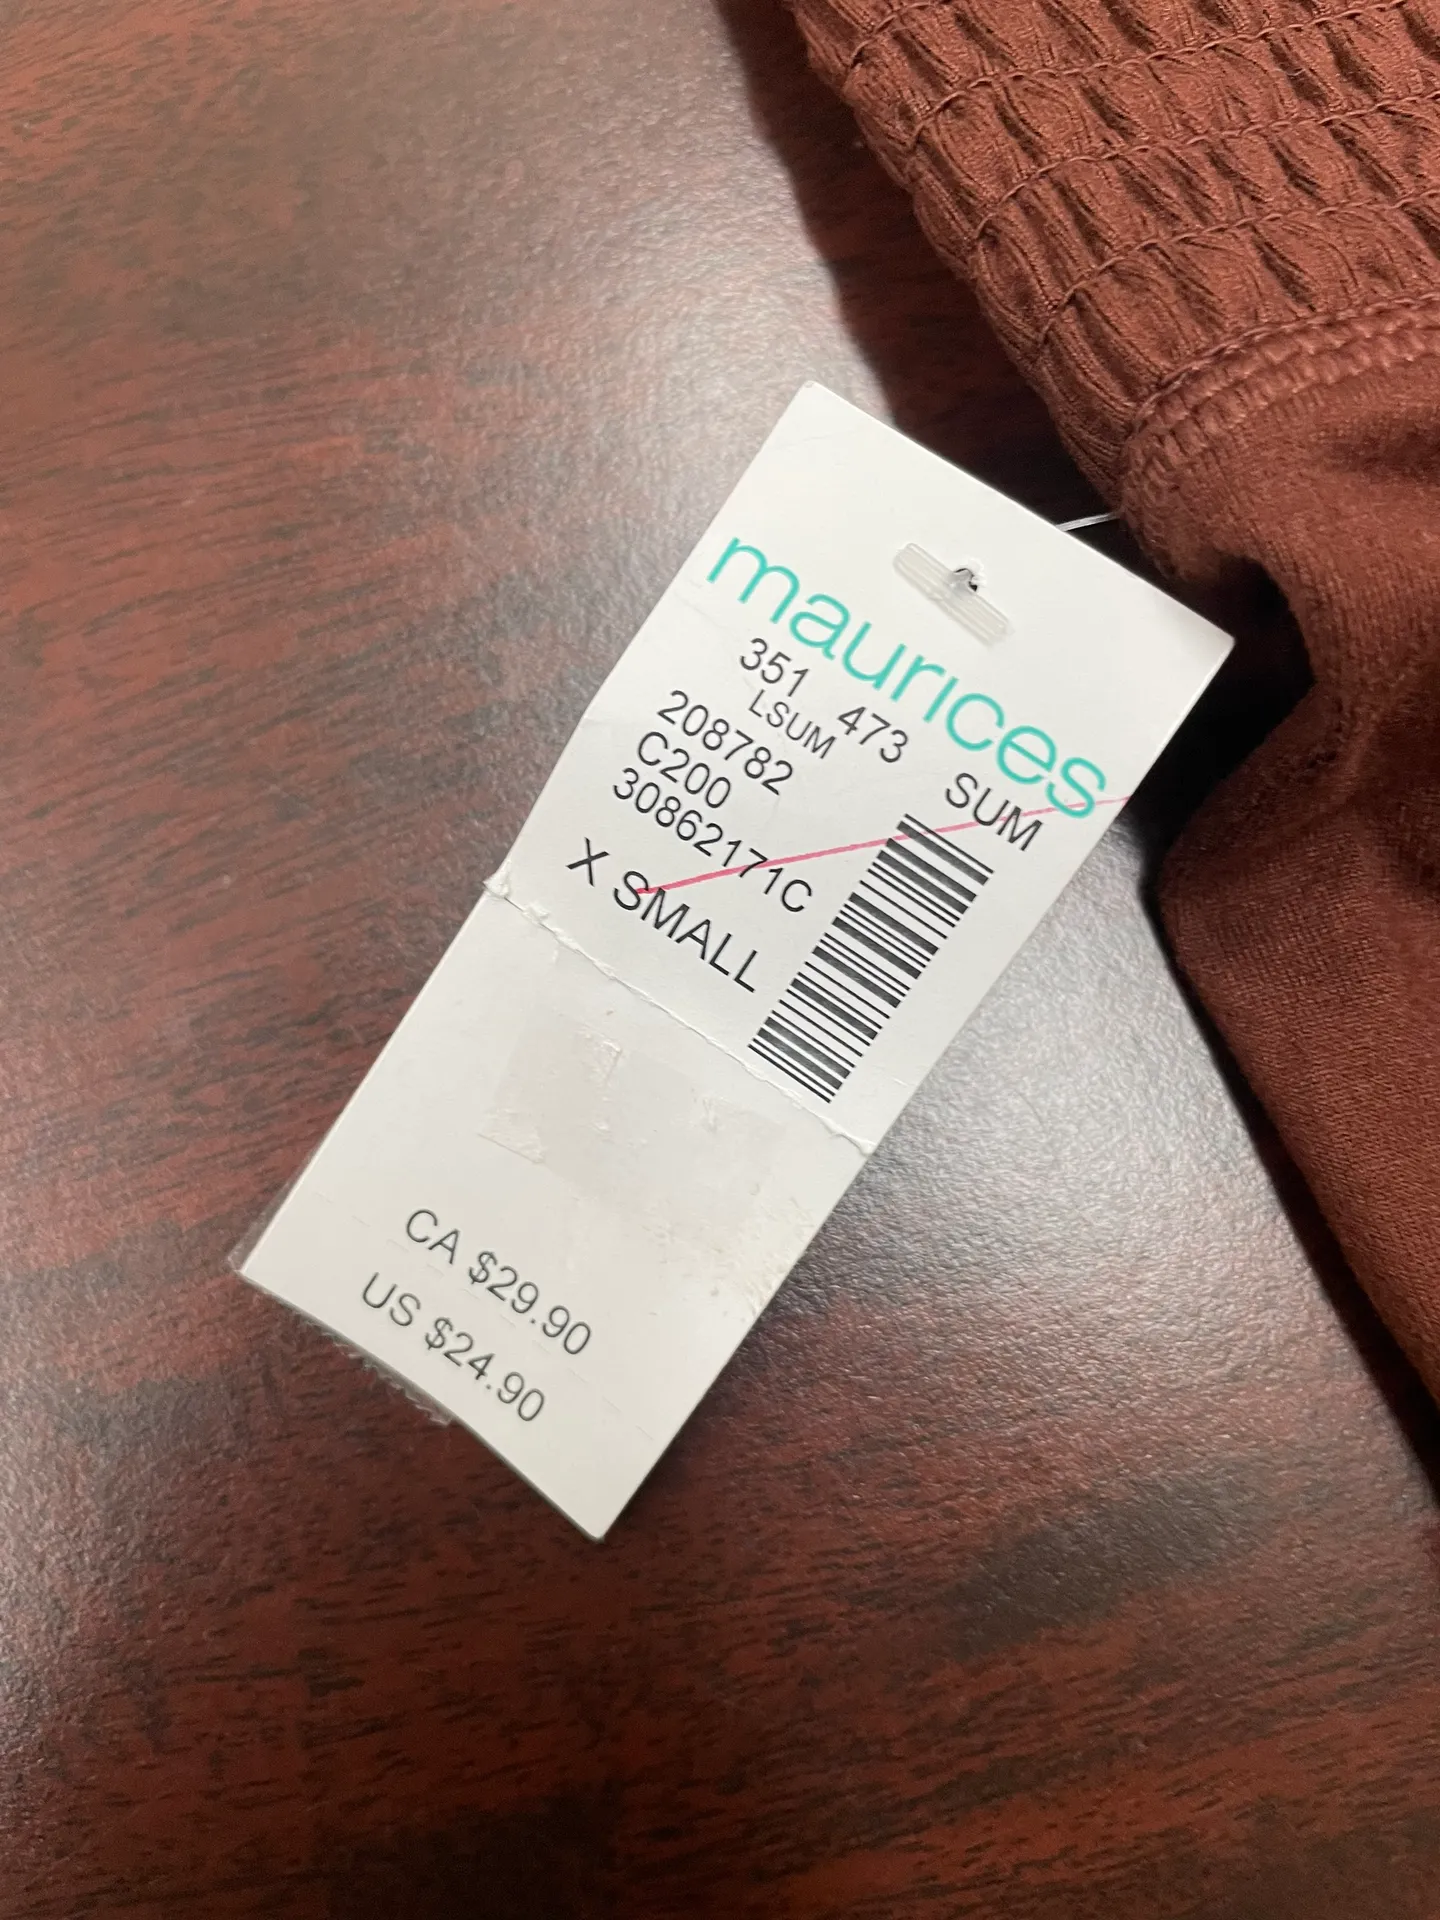 maurices
351 473 SUM
LSUM
208782
C200
30862171C
X SMALL
CA $29.90
US $24.90